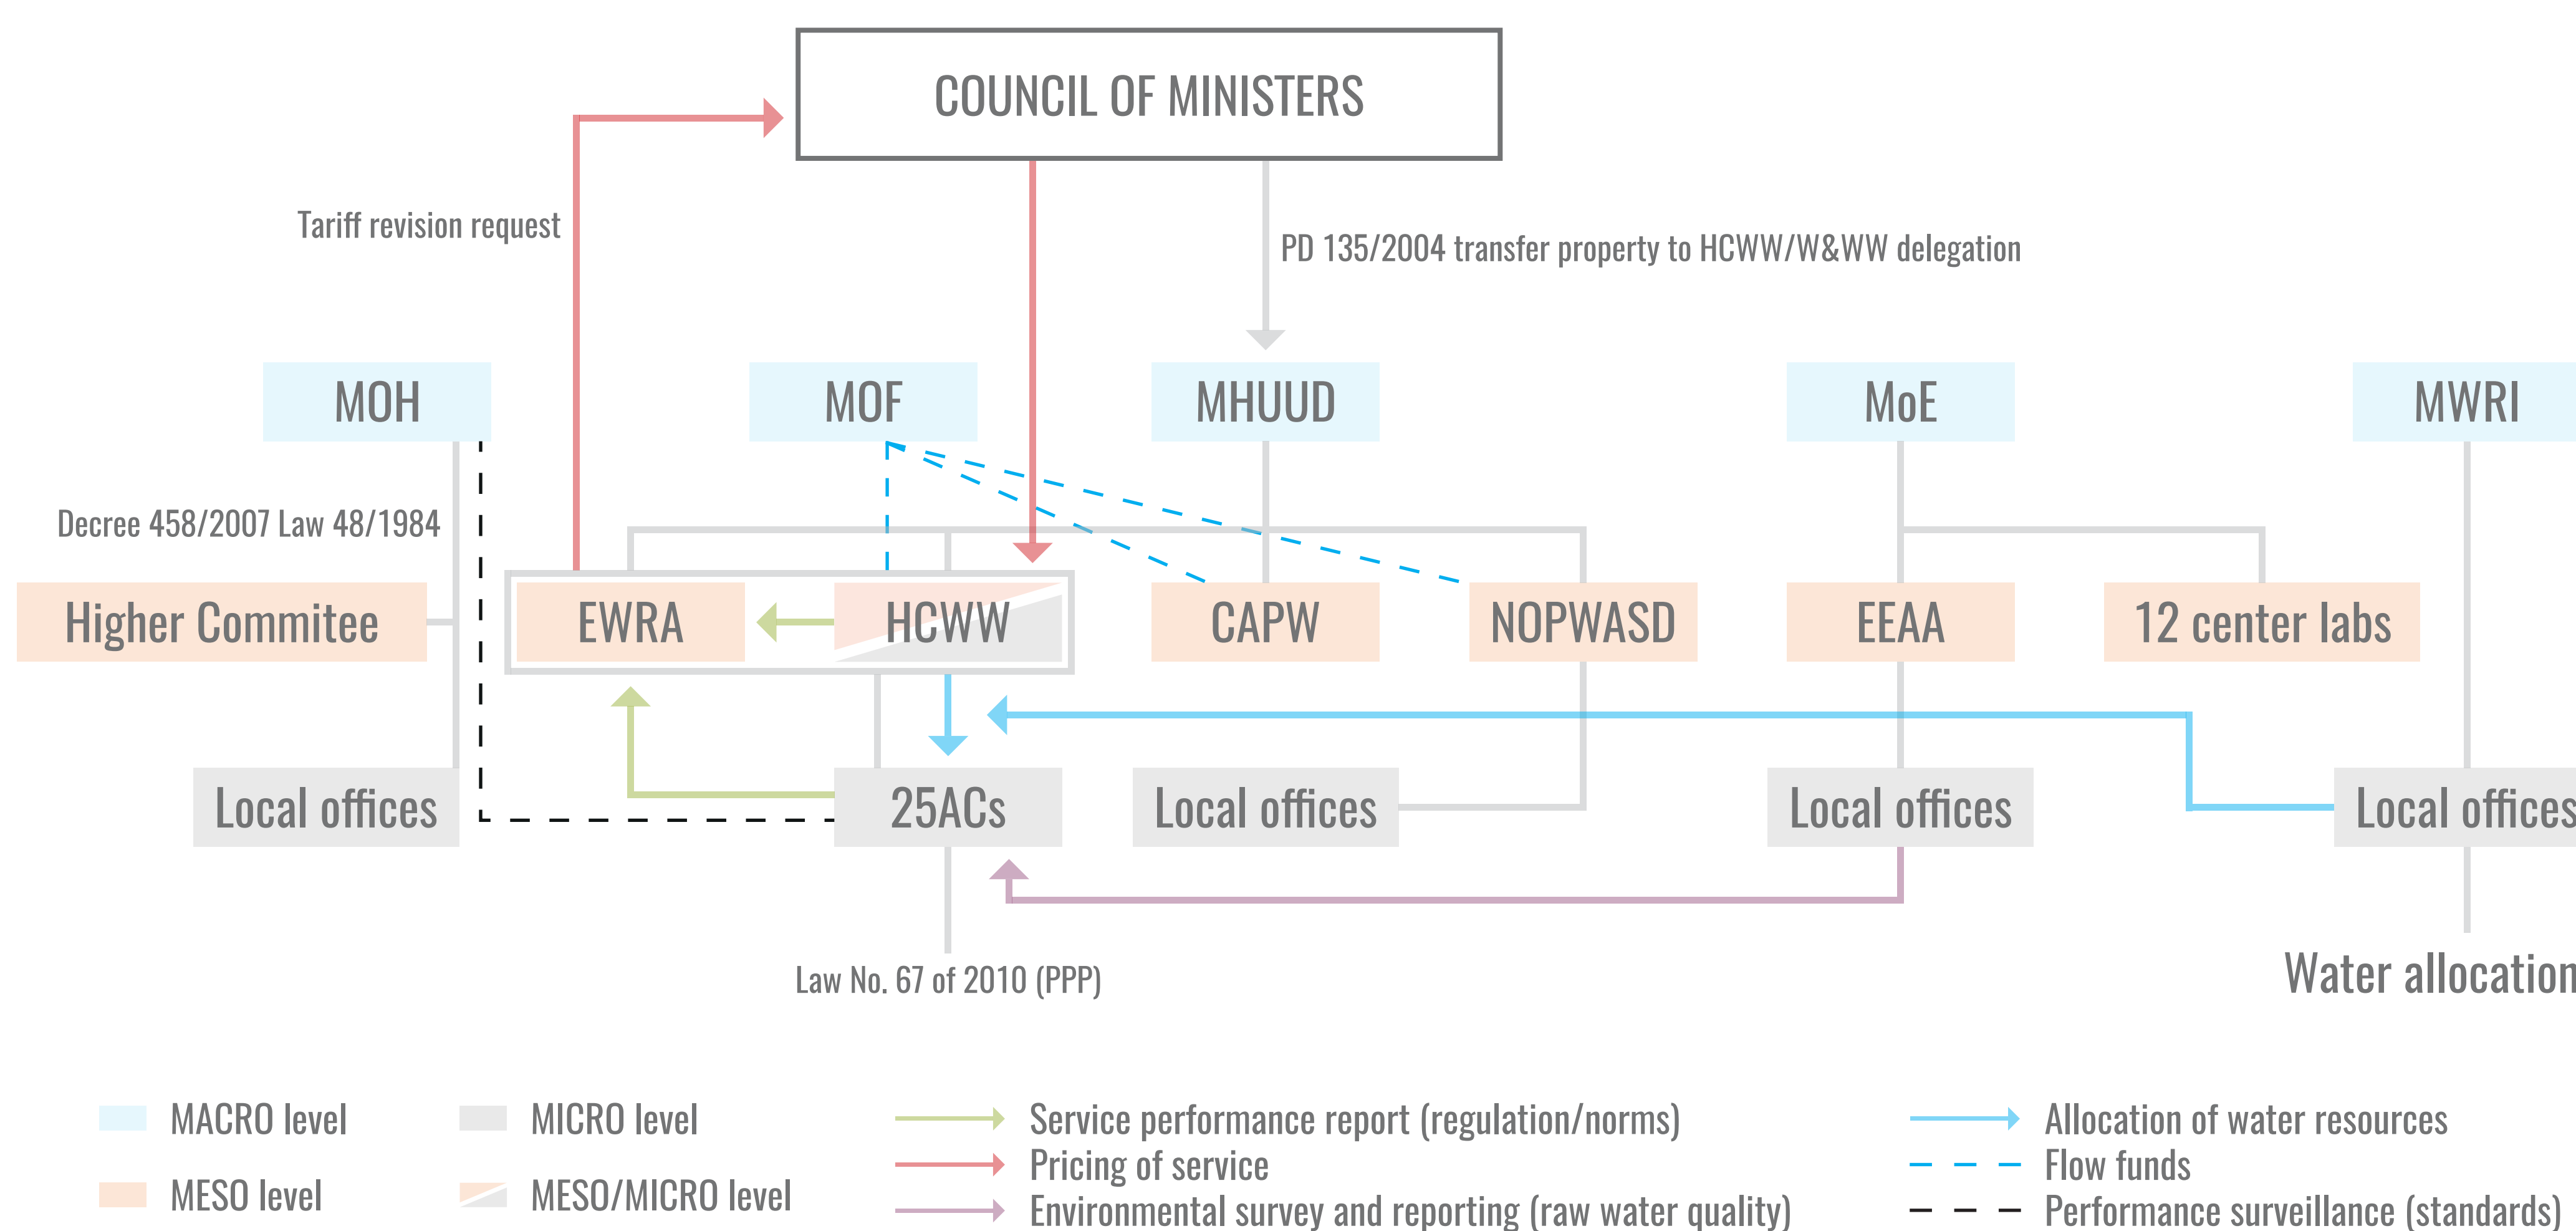 COUNCIL OF MINISTERS
Tariff revision request
PD 135/2004 transfer property to HCWW/W&WW delegation
MOH
MOF
MHUUD
MoE
MWRI
Decree 458/2007 Law 48/1984
Higher Commitee
EWRA
HCWW
CAPW
NOPWASD
EEAA
12 center labs
Local offices
25ACs
Local offices
Local offices
Local offices
Law No. 67 of 2010 (PPP)
Water allocation
MACRO level
MICRO level
Service performance report (regulation/norms)
Allocation of water resources
Pricing of service
Flow funds
MESO level
MESO/MICRO level
Environmental survey and reporting (raw water quality)
Performance surveillance (standards)